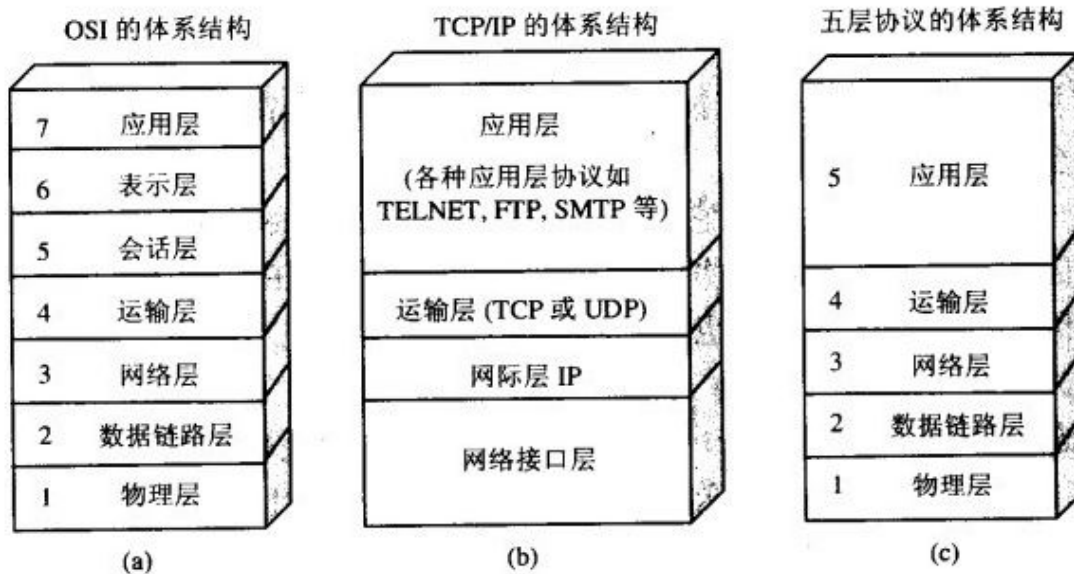 OSI 的体系结构
7 应用层
6 表示层
5 会话层
4 运输层
3 网络层
2 数据链路层
1 物理层
(a)
TCP/IP 的体系结构
应用层
(各种应用层协议如
TELNET, FTP, SMTP 等)
运输层 (TCP 或 UDP)
网际层 IP
网络接口层
(b)
五层协议的体系结构
5 应用层
4 运输层
3 网络层
2 数据链路层
1 物理层
(c)